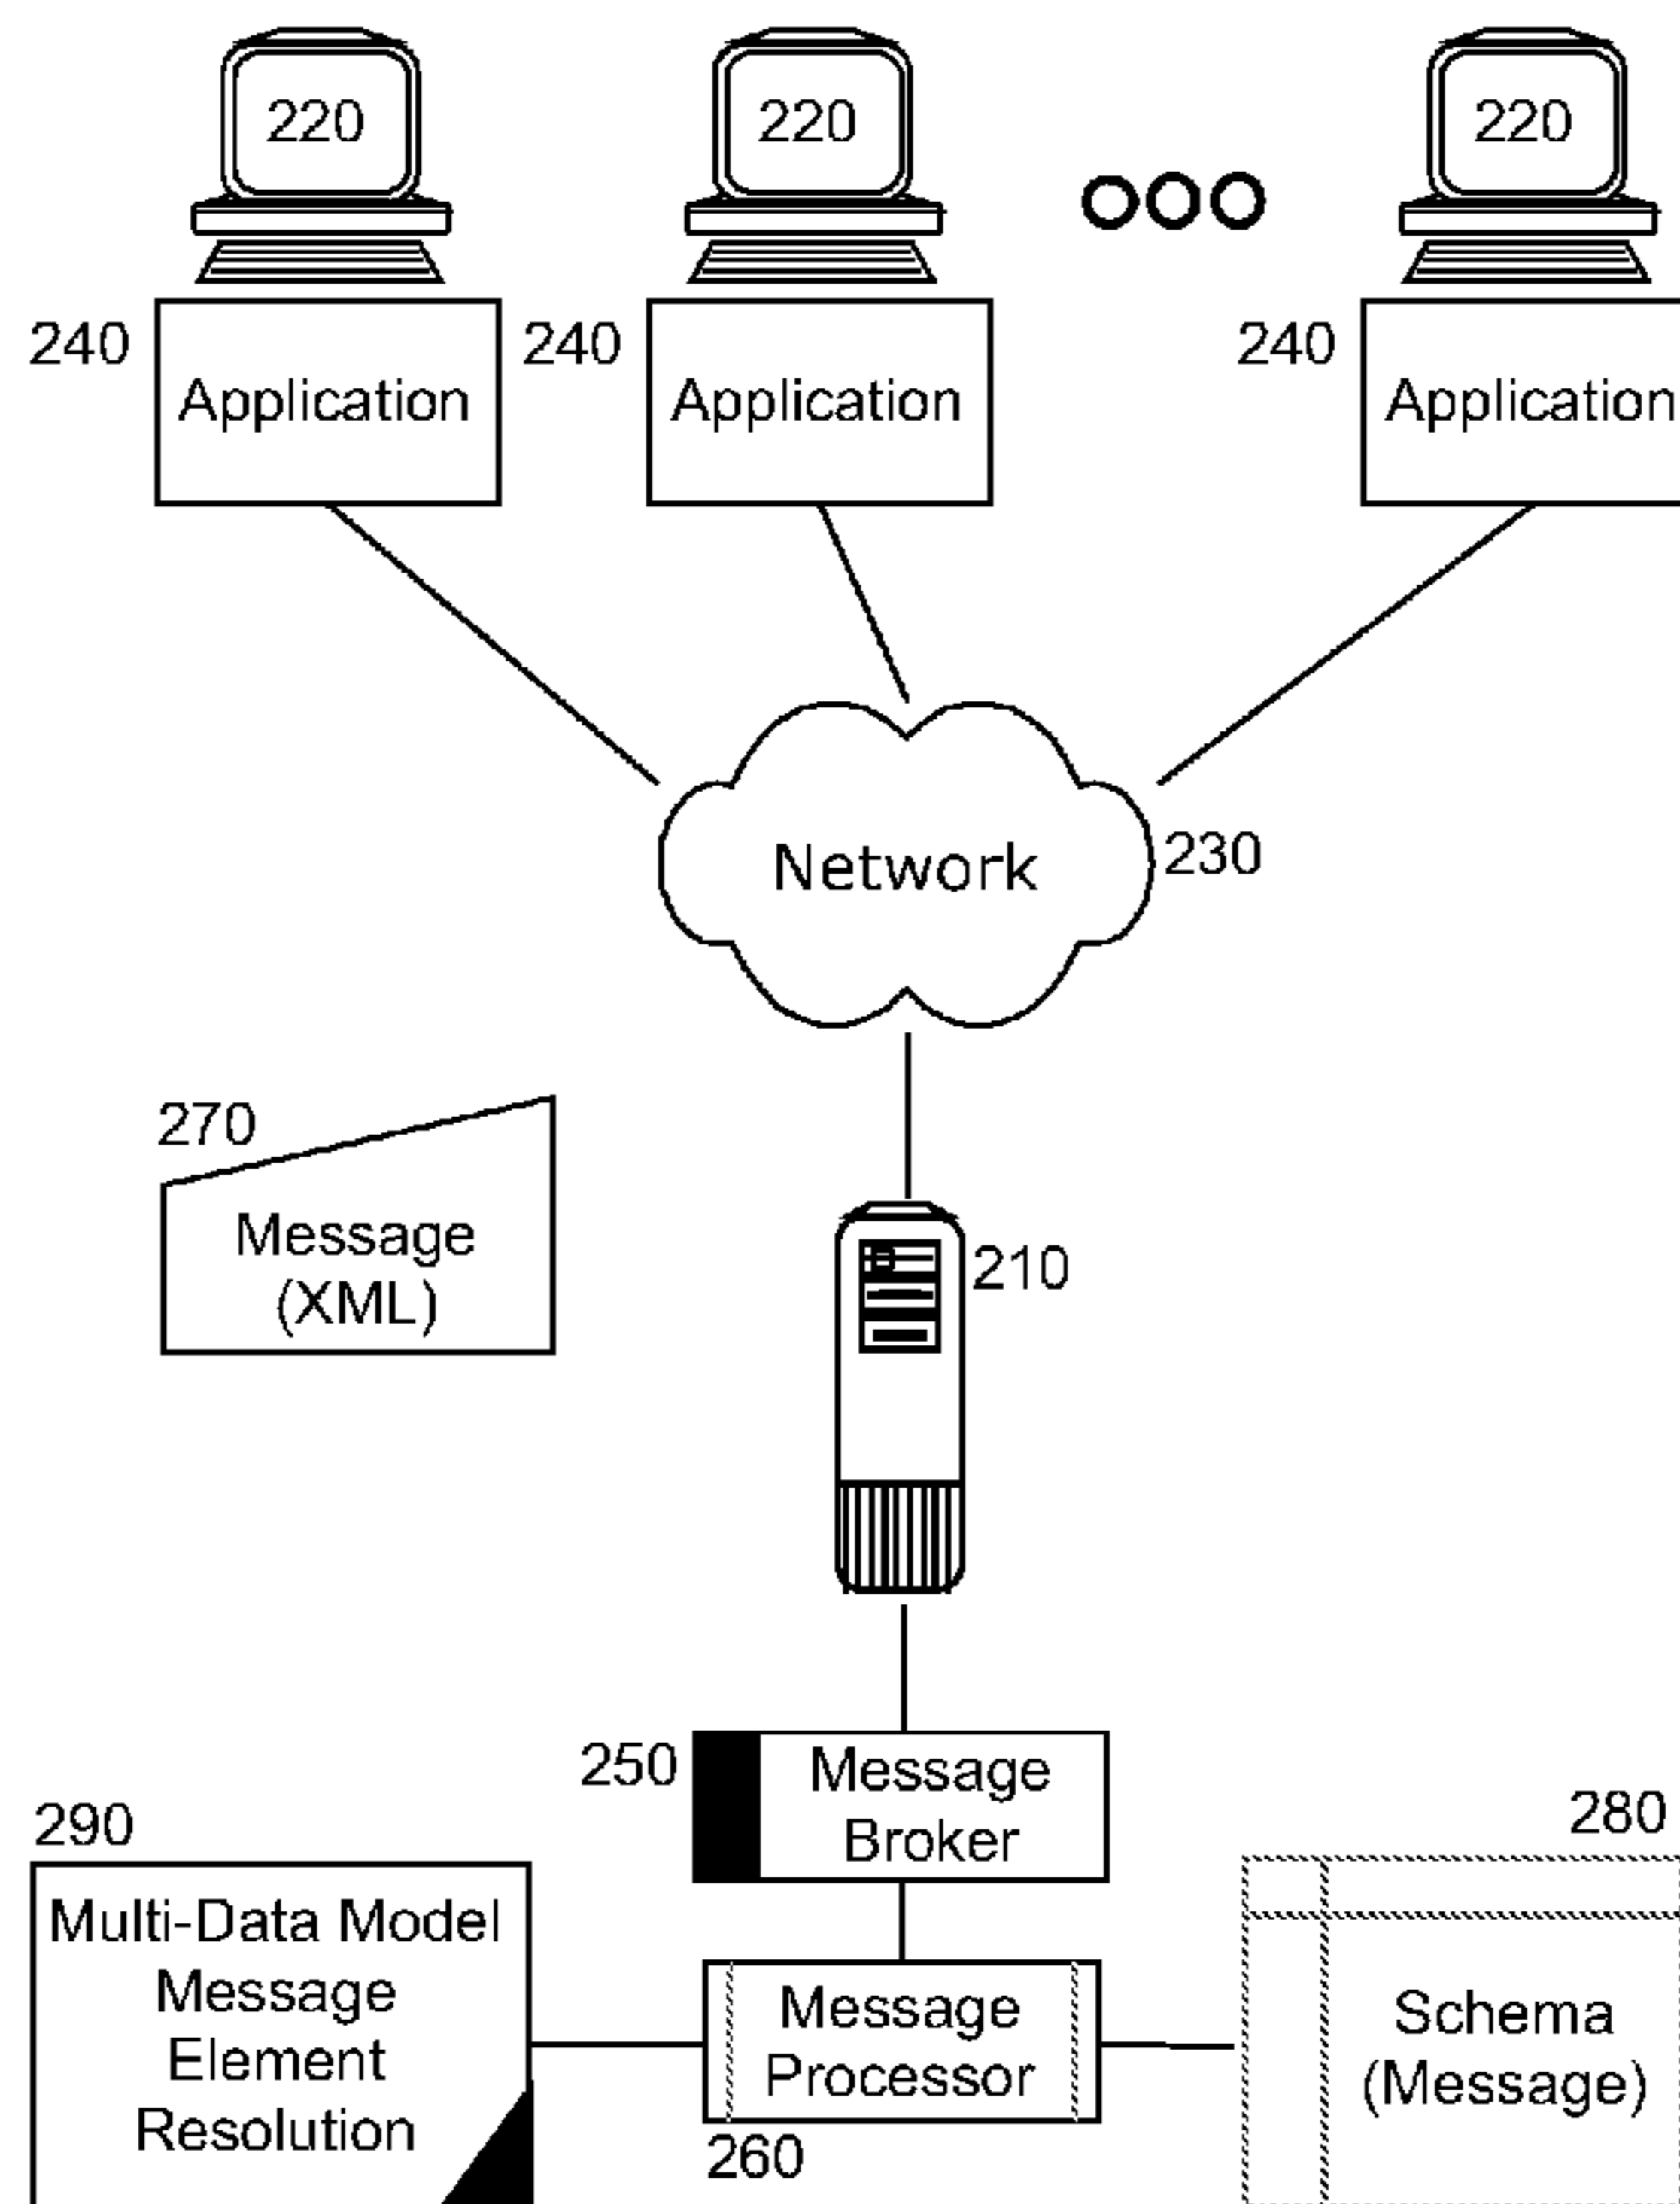 220 220 220
240 240 240
Application Application Application
Network 230
270
Message
(XML)
210
250
Message
Broker
280
290
Multi-Data Model
Message
Element
Resolution
Message
Processor
260
Schema
(Message)